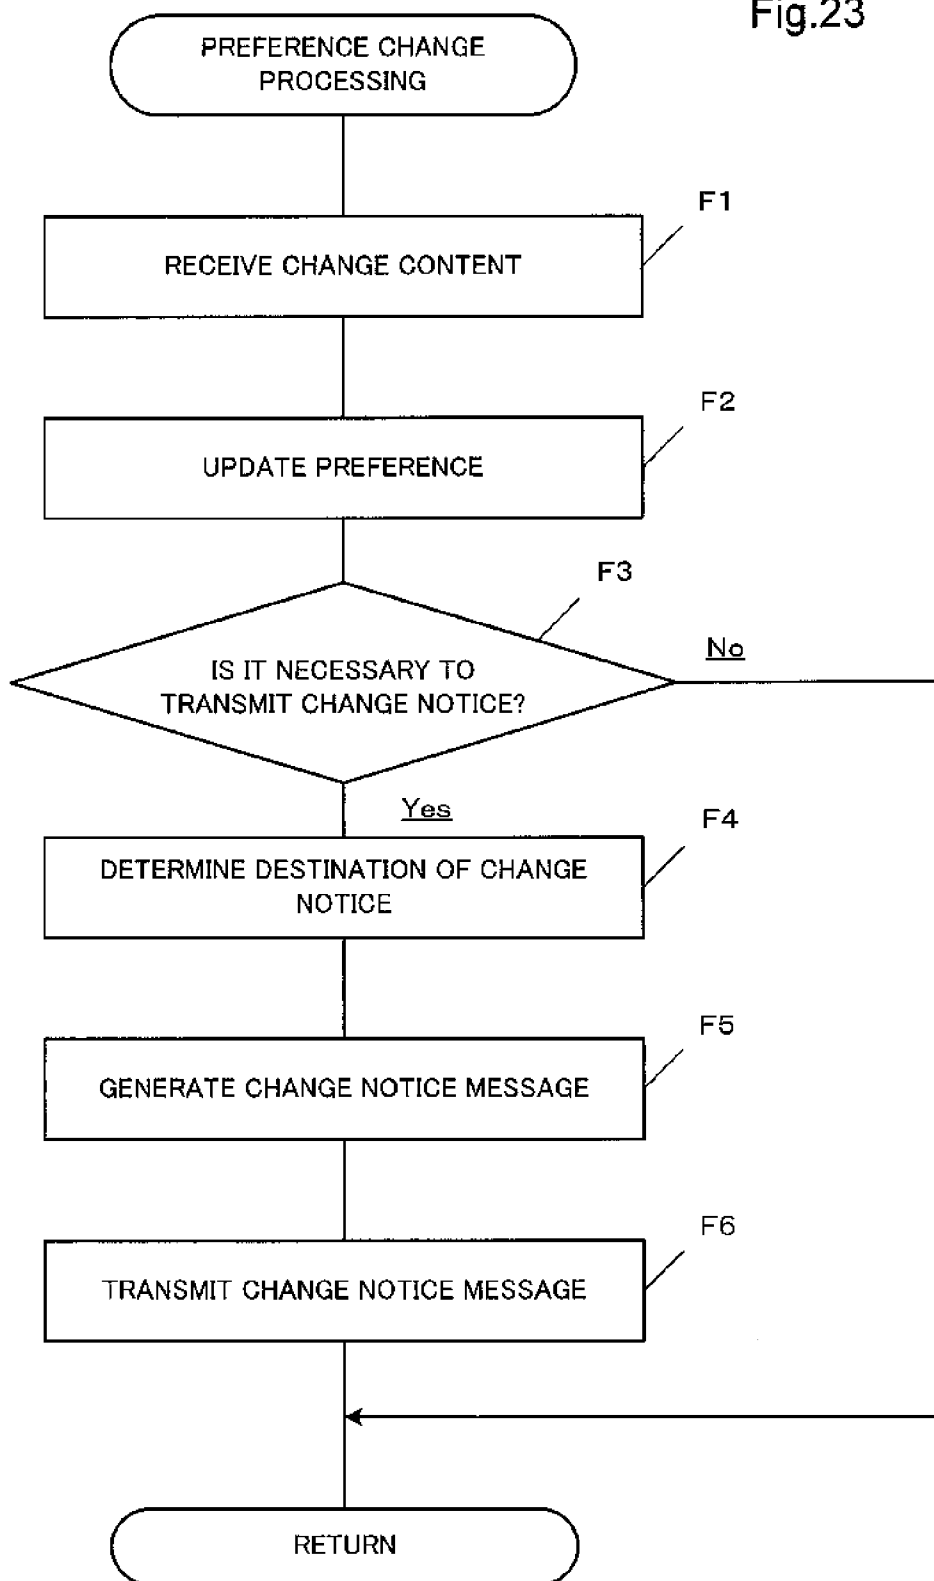 Fig.23
PREFERENCE CHANGE
PROCESSING
F1
RECEIVE CHANGE CONTENT
F2
UPDATE PREFERENCE
F3
No
IS IT NECESSARY TO
TRANSMIT CHANGE NOTICE?
Yes
F4
DETERMINE DESTINATION OF CHANGE
NOTICE
F5
GENERATE CHANGE NOTICE MESSAGE
F6
TRANSMIT CHANGE NOTICE MESSAGE
RETURN